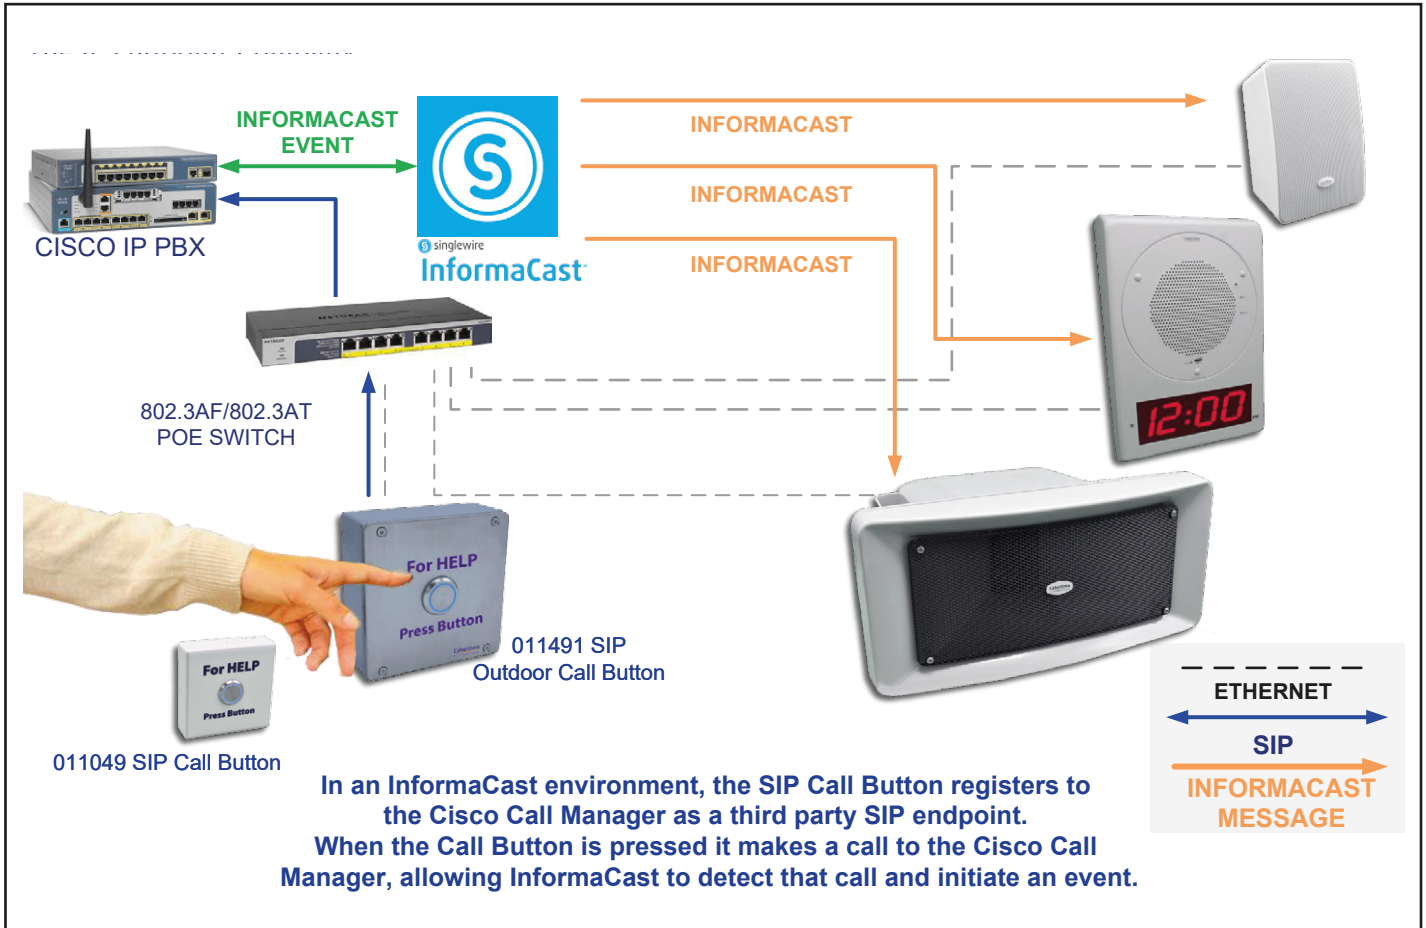 INFORMACAST
EVENT
INFORMACAST
INFORMACAST
INFORMACAST
CISCO IP PBX
S
singlewire
InformaCast
NETGEAR
802.3AF/802.3AT
POE SWITCH
12:00
For HELP
Press Button
011491 SIP
Outdoor Call Button
For HELP
Press Button
011049 SIP Call Button
ETHERNET
SIP
INFORMACAST
MESSAGE
In an InformaCast environment, the SIP Call Button registers to
the Cisco Call Manager as a third party SIP endpoint.
When the Call Button is pressed it makes a call to the Cisco Call
Manager, allowing InformaCast to detect that call and initiate an event.